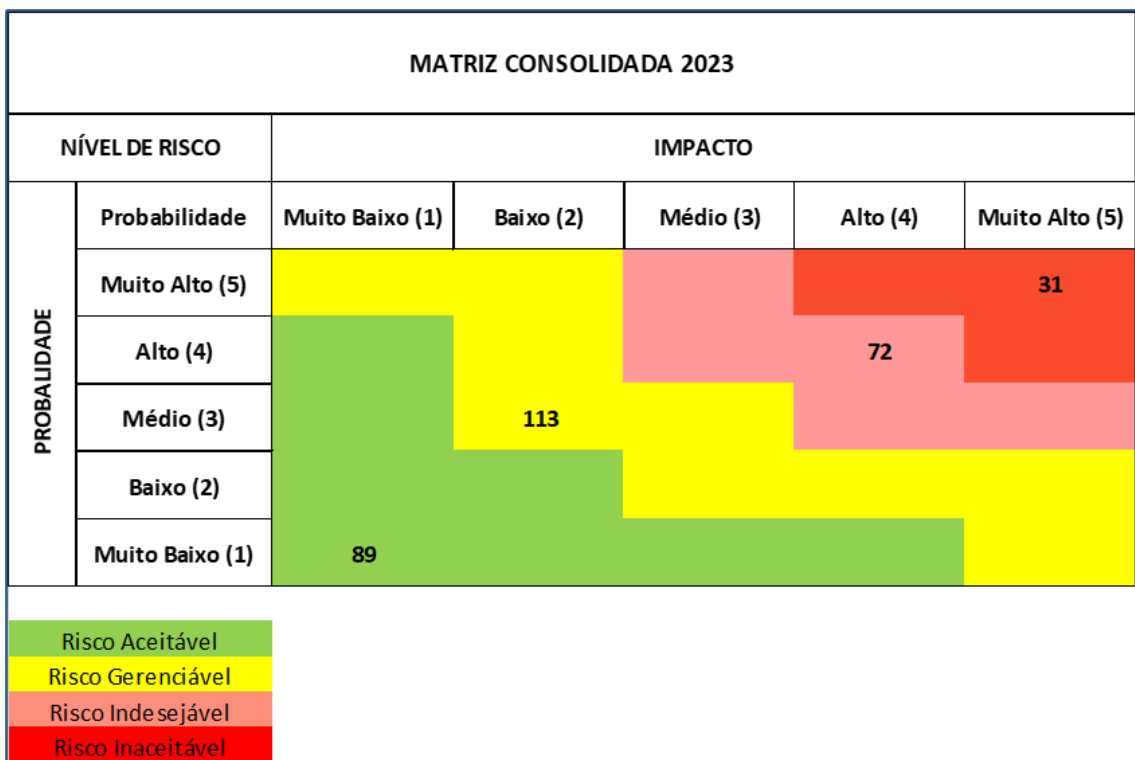 MATRIZ CONSOLIDADA 2023
NÍVEL DE RISCO
IMPACTO
PROBALIDADE
Probabilidade
Muito Baixo (1)
Baixo (2)
Médio (3)
Alto (4)
Muito Alto (5)
Muito Alto (5)
31
Alto (4)
72
Médio (3)
113
Baixo (2)
Muito Baixo (1)
89
Risco Aceitável
Risco Gerenciável
Risco Indesejável
Risco Inaceitável